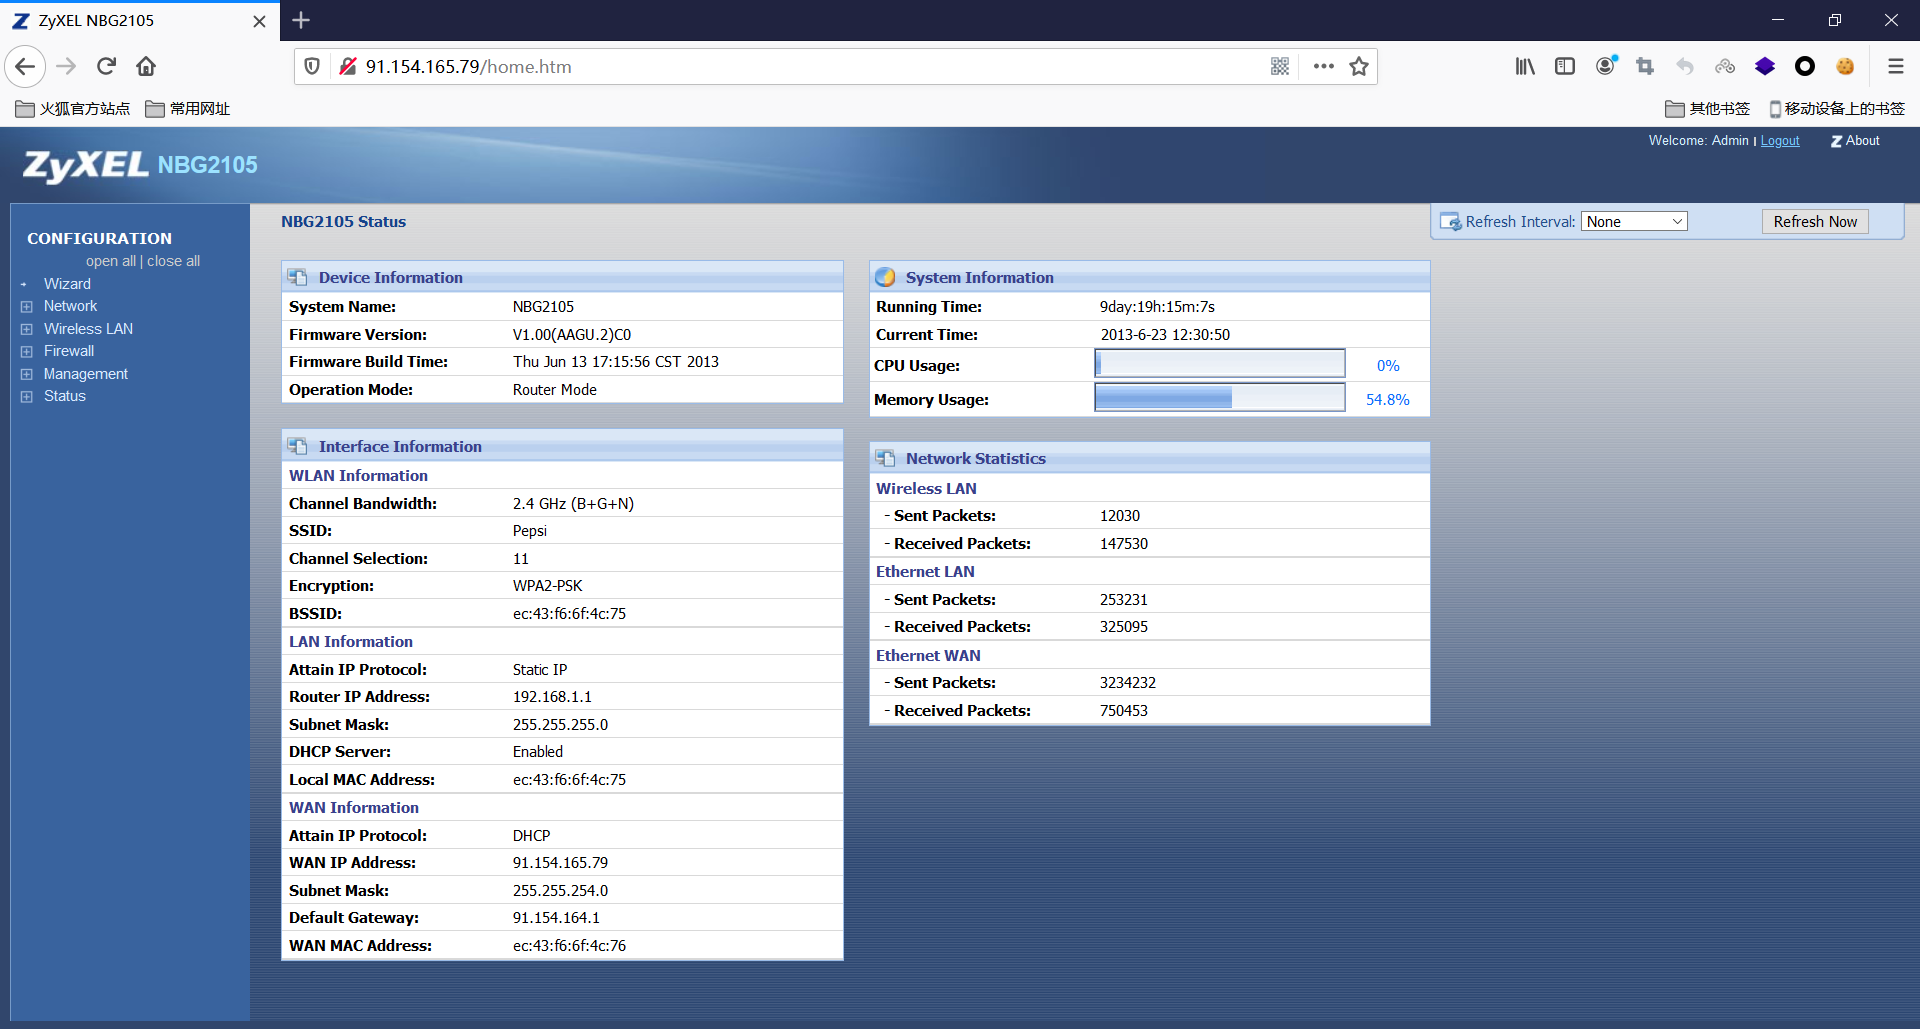 ZyXEL NBG2105
91.154.165.79/home.htm
火狐官方站点 常用网址 其他书签 移动设备上的书签
Welcome: Admin | Logout Z About
ZyXEL NBG2105
CONFIGURATION
open all | close all
Wizard
Network
Wireless LAN
Firewall
Management
Status
NBG2105 Status
Refresh Interval: None Refresh Now
Device Information
System Name: NBG2105
Firmware Version: V1.00(AAGU.2)C0
Firmware Build Time: Thu Jun 13 17:15:56 CST 2013
Operation Mode: Router Mode
Interface Information
WLAN Information
Channel Bandwidth: 2.4 GHz (B+G+N)
SSID: Pepsi
Channel Selection: 11
Encryption: WPA2-PSK
BSSID: ec:43:f6:6f:4c:75
LAN Information
Attain IP Protocol: Static IP
Router IP Address: 192.168.1.1
Subnet Mask: 255.255.255.0
DHCP Server: Enabled
Local MAC Address: ec:43:f6:6f:4c:75
WAN Information
Attain IP Protocol: DHCP
WAN IP Address: 91.154.165.79
Subnet Mask: 255.255.254.0
Default Gateway: 91.154.164.1
WAN MAC Address: ec:43:f6:6f:4c:76
System Information
Running Time: 9day:19h:15m:7s
Current Time: 2013-6-23 12:30:50
CPU Usage: 0%
Memory Usage: 54.8%
Network Statistics
Wireless LAN
- Sent Packets: 12030
- Received Packets: 147530
Ethernet LAN
- Sent Packets: 253231
- Received Packets: 325095
Ethernet WAN
- Sent Packets: 3234232
- Received Packets: 750453